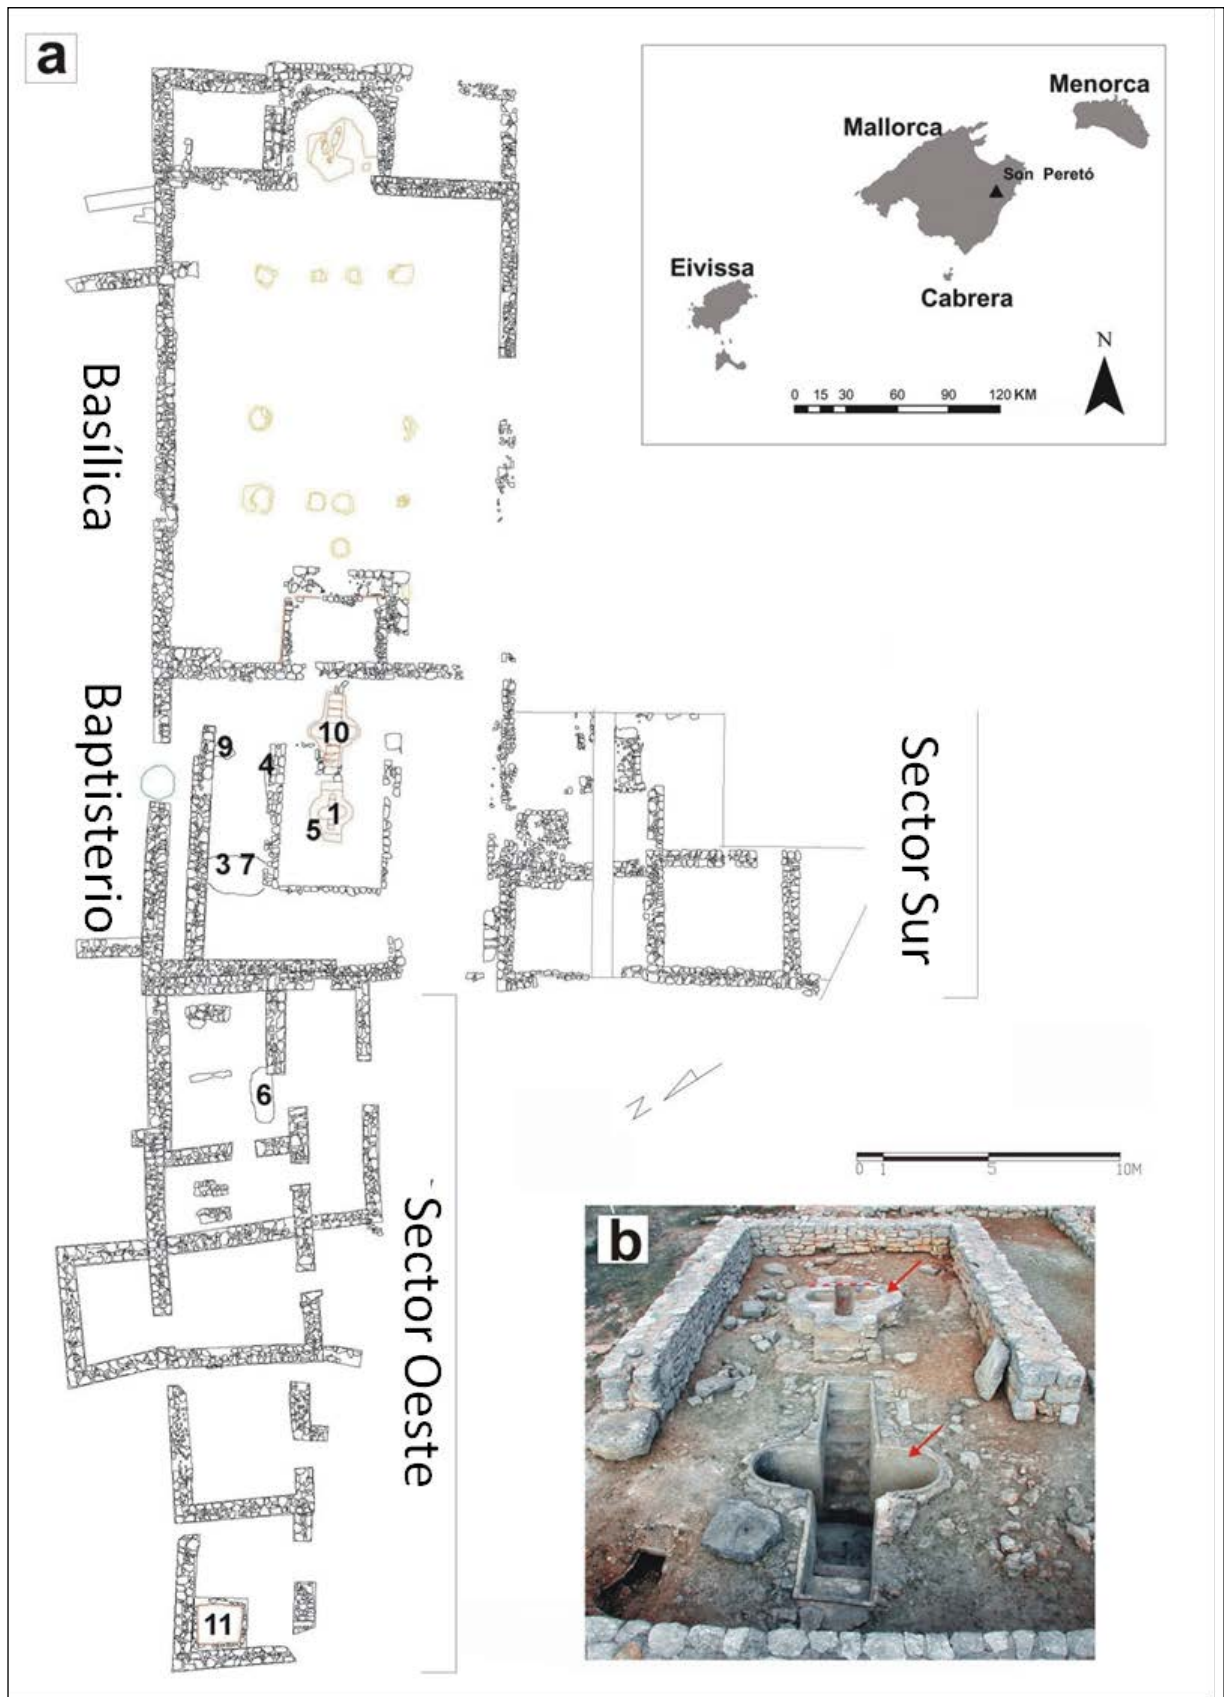 a
Menorca
Mallorca
Son Peretó
Eivissa
Cabrera
N
0 15 30 60 90 120 KM
Basílica
Baptisterio
10
9
4
1
5
3 7
Sector Sur
6
N
0 1 5 10M
Sector Oeste
b
11